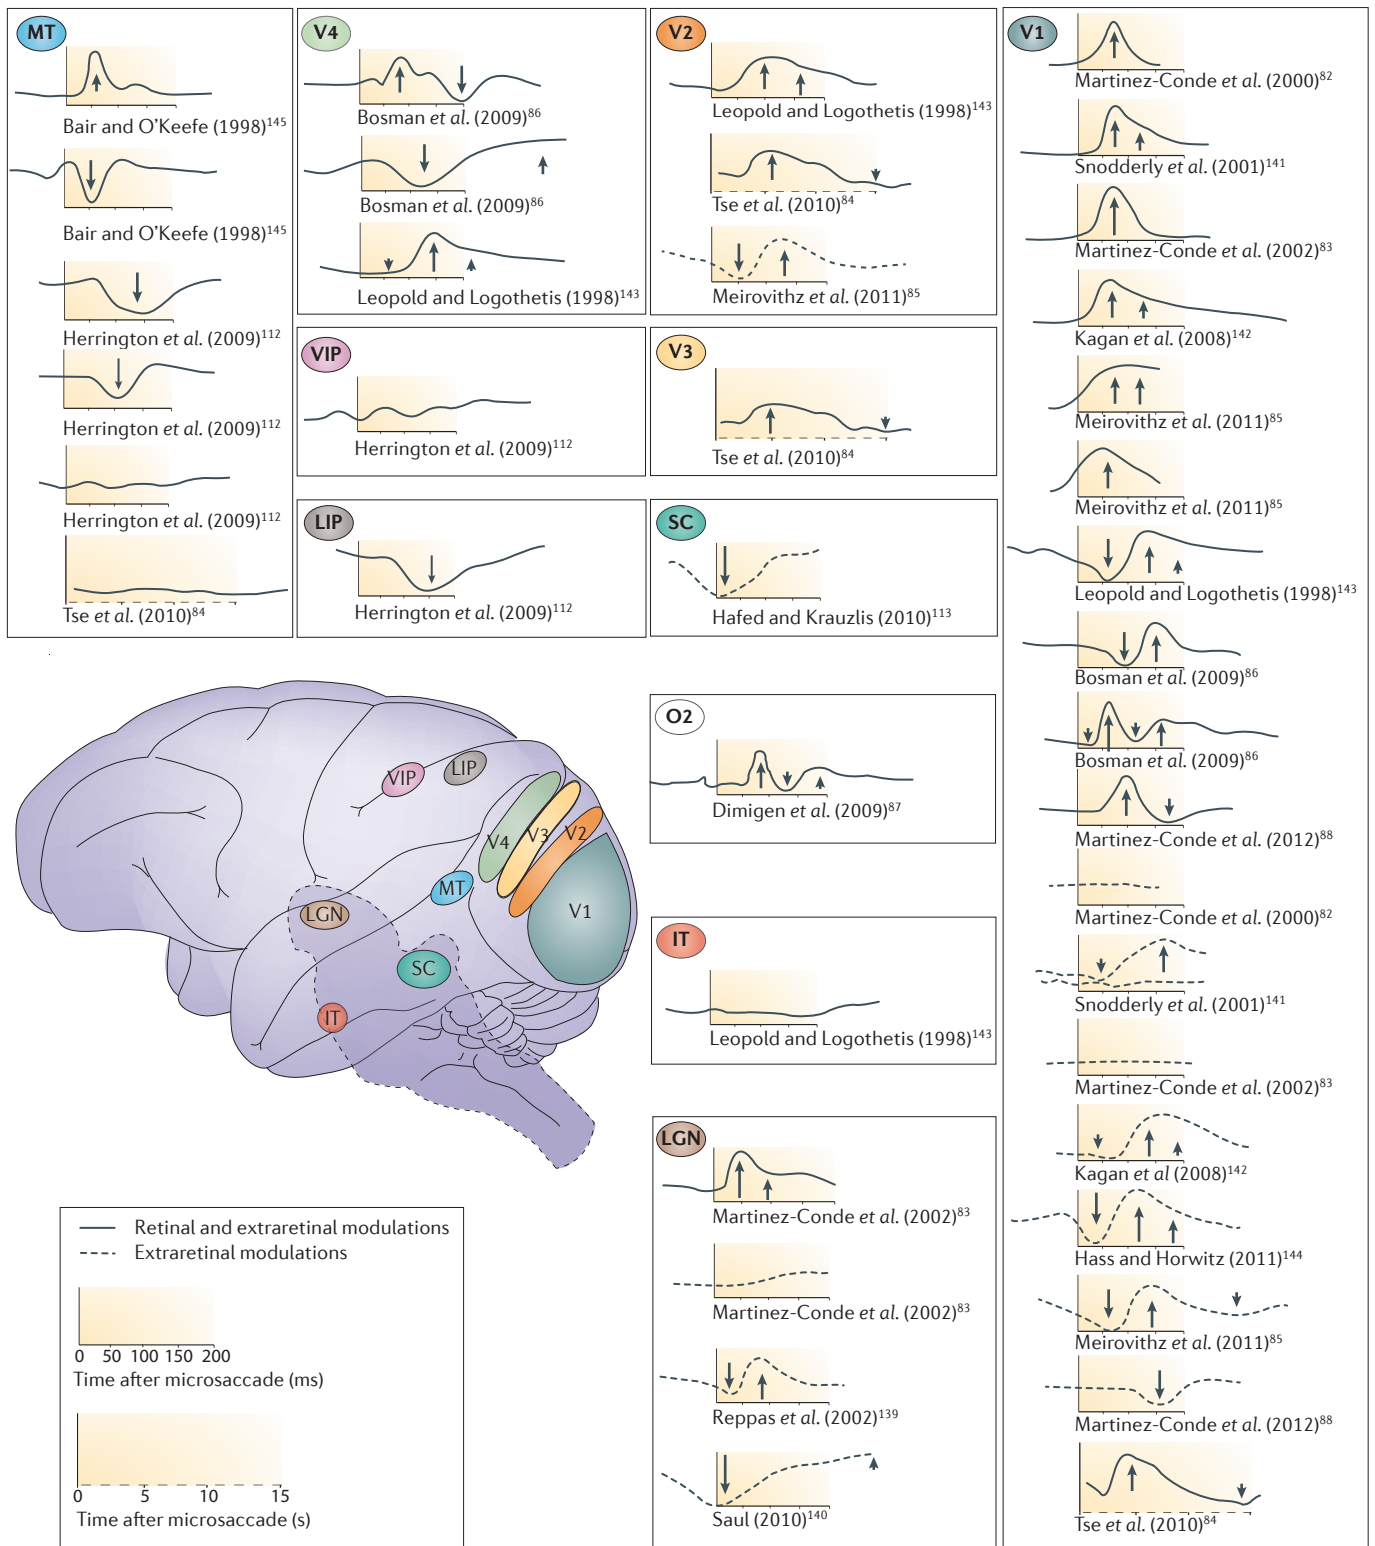 MT
Bair and O'Keefe (1998)145
Bair and O'Keefe (1998)145
Herrington et al. (2009)112
Herrington et al. (2009)112
Herrington et al. (2009)112
Tse et al. (2010)84
V4
Bosman et al. (2009)86
Bosman et al. (2009)86
Leopold and Logothetis (1998)143
VIP
Herrington et al. (2009)112
LIP
Herrington et al. (2009)112
V2
Leopold and Logothetis (1998)143
Tse et al. (2010)84
Meirovithz et al. (2011)85
V3
Tse et al. (2010)84
SC
Hafed and Krauzlis (2010)113
O2
Dimigen et al. (2009)87
IT
Leopold and Logothetis (1998)143
LGN
Martinez-Conde et al. (2002)83
Martinez-Conde et al. (2002)83
Reppas et al. (2002)139
Saul (2010)140
V1
Martinez-Conde et al. (2000)82
Snodderly et al. (2001)141
Martinez-Conde et al. (2002)83
Kagan et al. (2008)142
Meirovithz et al. (2011)85
Meirovithz et al. (2011)85
Leopold and Logothetis (1998)143
Bosman et al. (2009)86
Bosman et al. (2009)86
Martinez-Conde et al. (2012)88
Martinez-Conde et al. (2000)82
Snodderly et al. (2001)141
Martinez-Conde et al. (2002)83
Kagan et al (2008)142
Hass and Horwitz (2011)144
Meirovithz et al. (2011)85
Martinez-Conde et al. (2012)88
Tse et al. (2010)84
VIP
LIP
V4
V3
V2
MT
V1
LGN
SC
IT
Retinal and extraretinal modulations
Extraretinal modulations
0 50 100 150 200
Time after microsaccade (ms)
0 5 10 15
Time after microsaccade (s)